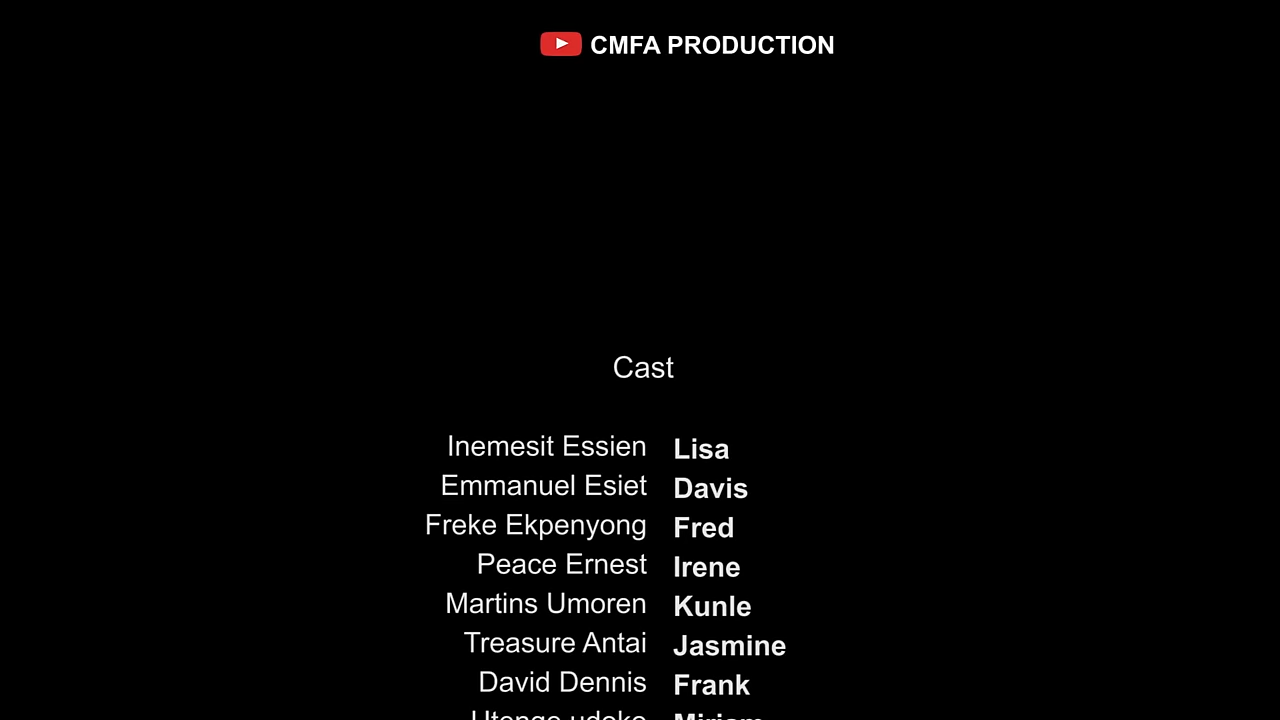 CMFA PRODUCTION
Cast
Inemesit Essien Lisa
Emmanuel Esiet Davis
Freke Ekpenyong Fred
Peace Ernest Irene
Martins Umoren Kunle
Treasure Antai Jasmine
David Dennis Frank